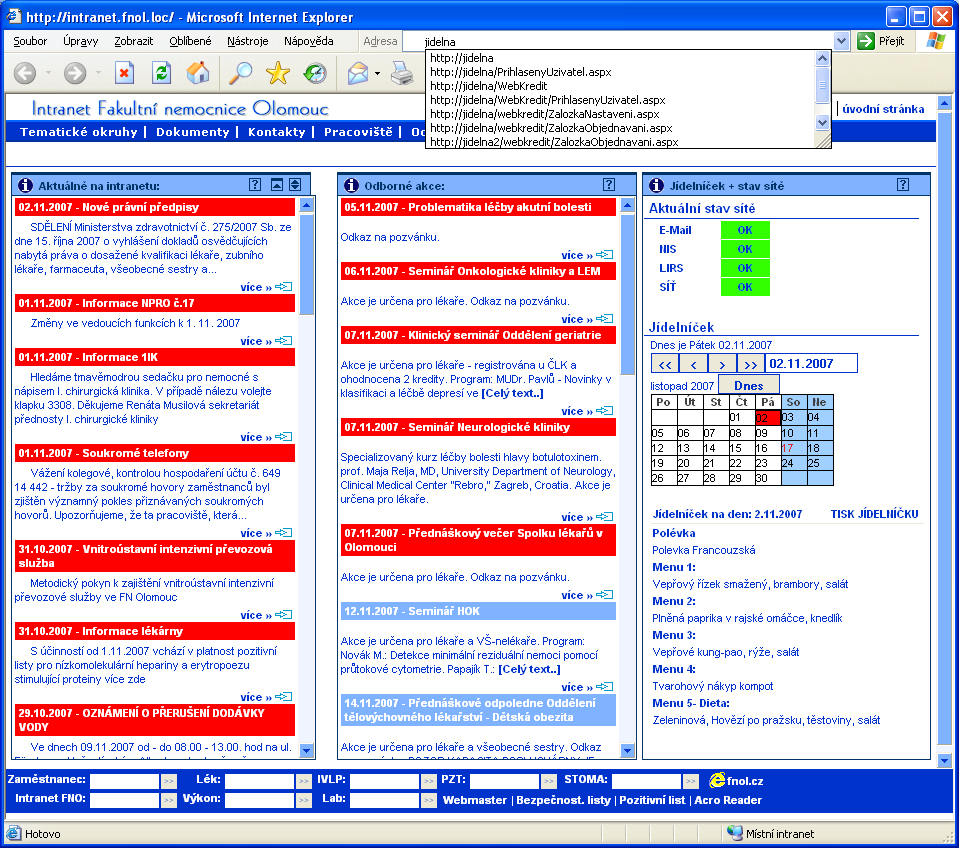 http://intranet.fnol.loc/ - Microsoft Internet Explorer
Soubor Úpravy Zobrazit Oblíbené Nástroje Nápověda Adresa jidelna Přejít
http://jidelna
http://jidelna/PrihlasenyUzivatel.aspx
http://jidelna/WebKredit
http://jidelna/WebKredit/PrihlasenyUzivatel.aspx
http://jidelna/webkredit/ZalozkaNastaveni.aspx
http://jidelna/webkredit/ZalozkaObjednavani.aspx
http://jidelna2/webkredit/ZalozkaObjednavani.aspx
Intranet Fakultní nemocnice Olomouc
úvodní stránka
Tematické okruhy | Dokumenty | Kontakty | Pracoviště |
Aktuálně na intranetu: ?
02.11.2007 - Nové právní předpisy
SDĚLENÍ Ministerstva zdravotnictví č. 275/2007 Sb. ze
dne 15. října 2007 o vyhlášení dokladů osvědčujících
nabytá práva o dosažené kvalifikaci lékaře, zubního
lékaře, farmaceuta, všeobecné sestry a...
více »
01.11.2007 - Informace NPRO č.17
Změny ve vedoucích funkcích k 1. 11. 2007
více »
01.11.2007 - Informace 1IK
Hledáme tmavěmodrou sedačku pro nemocné s
nápisem I. chirurgická klinika. V případě nálezu volejte
klapku 3308. Děkujeme Renáta Musilová sekretariát
přednosty I. chirurgické kliniky
více »
01.11.2007 - Soukromé telefony
Vážení kolegové, kontrolou hospodaření účtu č. 649
14 442 - tržby za soukromé hovory zaměstnanců byl
zjištěn významný pokles přiznávaných soukromých
hovorů. Upozorňujeme, že ta pracoviště, která...
více »
31.10.2007 - Vnitroústavní intenzivní převozová
služba
Metodický pokyn k zajištění vnitroústavní intenzivní
převozové služby ve FN Olomouc
více »
31.10.2007 - Informace lékárny
S účinností od 1.11.2007 vchází v platnost pozitivní
listy pro nízkomolekulární hepariny a erytropoezu
stimulující proteiny více zde
více »
29.10.2007 - OZNÁMENÍ O PŘERUŠENÍ DODÁVKY
VODY
Ve dnech 09.11.2007 od - do 08.00 - 13.00. hod na ul.
Odborné akce: ?
05.11.2007 - Problematika léčby akutní bolesti
Odkaz na pozvánku.
více »
06.11.2007 - Seminář Onkologické kliniky a LEM
Akce je určena pro lékaře. Odkaz na pozvánku.
více »
07.11.2007 - Klinický seminář Oddělení geriatrie
Akce je určena pro lékaře - registrována u ČLK a
ohodnocena 2 kredity. Program: MUDr. Pavlů - Novinky v
klasifikaci a léčbě depresí ve [Celý text..]
více »
07.11.2007 - Seminář Neurologické kliniky
Specializovaný kurz léčby bolesti hlavy botulotoxinem.
prof. Maja Relja, MD, University Department of Neurology,
Clinical Medical Center "Rebro," Zagreb, Croatia. Akce je
určena pro lékaře.
více »
07.11.2007 - Přednáškový večer Spolku lékařů v
Olomouci
Akce je určena pro lékaře. Odkaz na pozvánku.
více »
12.11.2007 - Seminář HOK
Akce je určena pro lékaře a VŠ-nelékaře. Program:
Novák M.: Detekce minimální reziduální nemoci pomocí
průtokové cytometrie. Papajík T.: [Celý text..]
více »
14.11.2007 - Přednáškové odpoledne Oddělení
tělovýchovného lékařství - Dětská obezita
Akce je určena pro lékaře a všeobecné sestry. Odkaz
Jídelníček + stav sítě ?
Aktuální stav sítě
E-Mail OK
NIS OK
LIRS OK
SÍŤ OK
Jídelníček
Dnes je Pátek 02.11.2007
<< < > >> 02.11.2007
listopad 2007 Dnes
Po Út St Čt Pá So Ne
01 02 03 04
05 06 07 08 09 10 11
12 13 14 15 16 17 18
19 20 21 22 23 24 25
26 27 28 29 30
Jídelníček na den: 2.11.2007 TISK JÍDELNÍČKU
Polévka
Polevka Francouzská
Menu 1:
Vepřový řízek smažený, brambory, salát
Menu 2:
Plněná paprika v rajské omáčce, knedlík
Menu 3:
Vepřové kung-pao, rýže, salát
Menu 4:
Tvarohový nákyp kompot
Menu 5- Dieta:
Zeleninová, Hovězí po pražsku, těstoviny, salát
Zaměstnanec: >> Lék: >> IVLP: >> PZT: >> STOMA: >> fnol.cz
Intranet FNO: >> Výkon: >> Lab: >> Webmaster | Bezpečnost. listy | Pozitivní list | Acro Reader
Hotovo Místní intranet